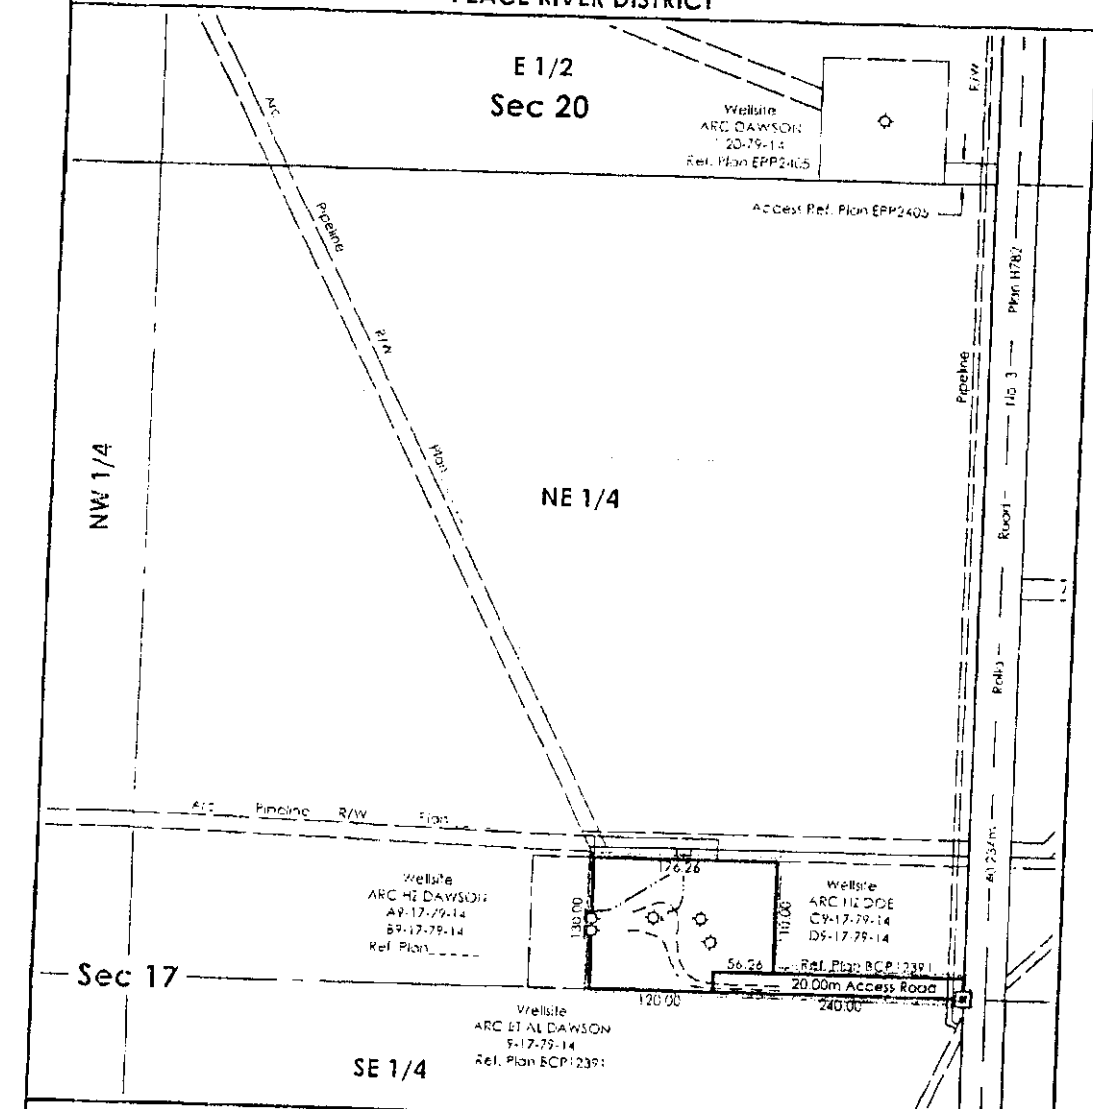 PEACE RIVER DISTRICT
E 1/2
Sec 20
Wellsite
ARC DAWSON
20-79-14
Ref. Plan EPP2405
R/W
Access Ref. Plan EPP2405
Arc
Pipeline
R/W
Plan
Plan H782
No 3
Road
Rolla
Pipeline
NW 1/4
NE 1/4
Arc Pipeline R/W Plan
Wellsite
ARC HZ DAWSON
A9-17-79-14
B9-17-79-14
Ref. Plan_____
176.26
130.00
110.00
Wellsite
ARC HZ DOE
C9-17-79-14
D9-17-79-14
Ref. Plan BCP12391
56.26
20.00m Access Road
120.00
240.00
Sec 17
Wellsite
ARC ET AL DAWSON
9-17-79-14
Ref. Plan BCP12391
SE 1/4